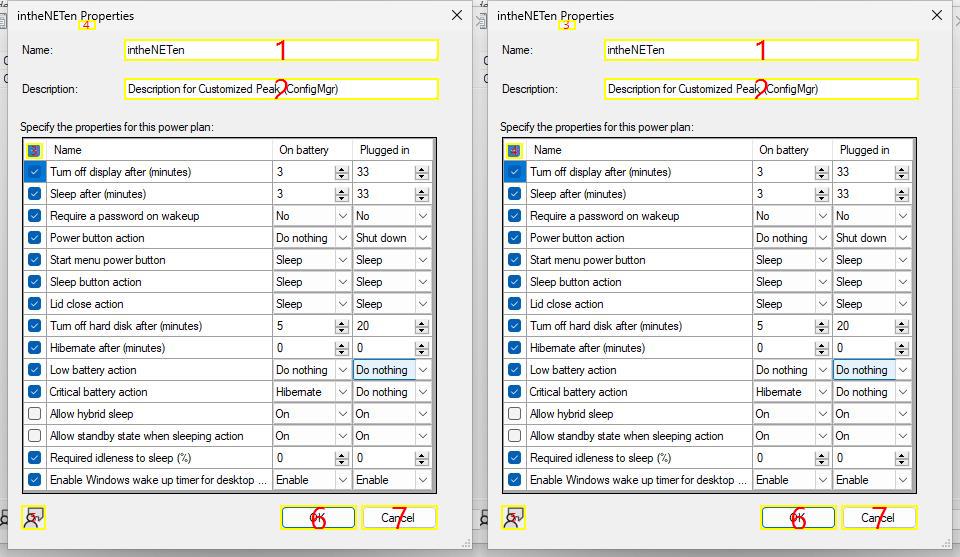 intheNETen Properties
4
Name: intheNETen 1
Description: Description for Customized Peak (ConfigMgr) 2
Specify the properties for this power plan:
Name On battery Plugged in
Turn off display after (minutes) 3 33
Sleep after (minutes) 3 33
Require a password on wakeup No No
Power button action Do nothing Shut down
Start menu power button Sleep Sleep
Sleep button action Sleep Sleep
Lid close action Sleep Sleep
Turn off hard disk after (minutes) 5 20
Hibernate after (minutes) 0 0
Low battery action Do nothing Do nothing
Critical battery action Hibernate Do nothing
Allow hybrid sleep On On
Allow standby state when sleeping action On On
Required idleness to sleep (%) 0 0
Enable Windows wake up timer for desktop ... Enable Enable
OK 6 Cancel 7
intheNETen Properties
3
Name: intheNETen 1
Description: Description for Customized Peak (ConfigMgr) 2
Specify the properties for this power plan:
4 Name On battery Plugged in
Turn off display after (minutes) 3 33
Sleep after (minutes) 3 33
Require a password on wakeup No No
Power button action Do nothing Shut down
Start menu power button Sleep Sleep
Sleep button action Sleep Sleep
Lid close action Sleep Sleep
Turn off hard disk after (minutes) 5 20
Hibernate after (minutes) 0 0
Low battery action Do nothing Do nothing
Critical battery action Hibernate Do nothing
Allow hybrid sleep On On
Allow standby state when sleeping action On On
Required idleness to sleep (%) 0 0
Enable Windows wake up timer for desktop ... Enable Enable
5 OK 6 Cancel 7